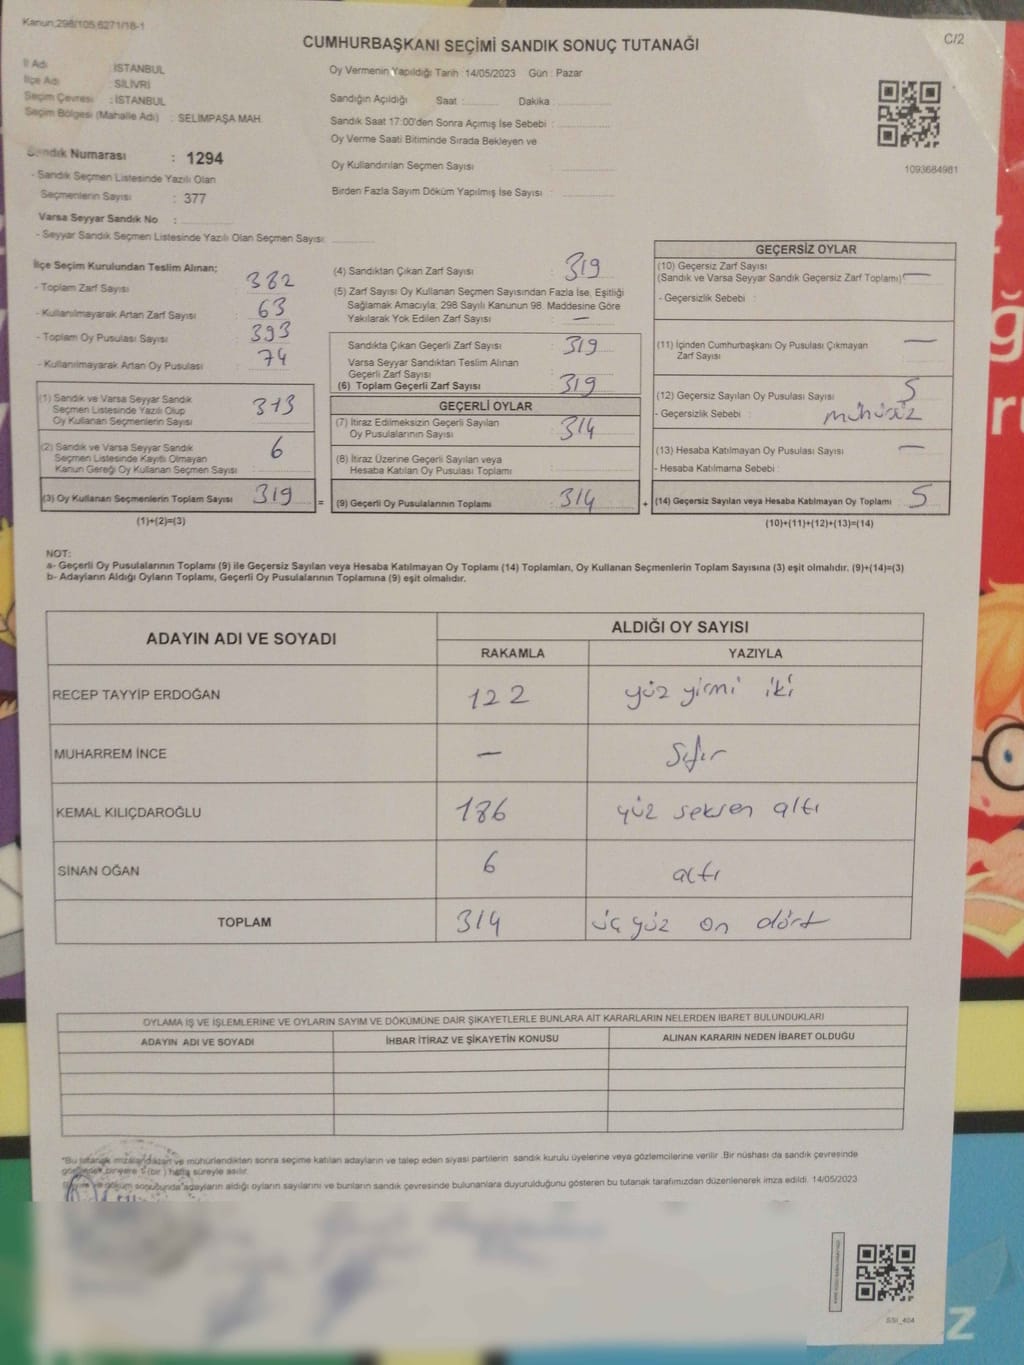 Kanun;298/105,6271/18-1
C/2
CUMHURBAŞKANI SEÇİMİ SANDIK SONUÇ TUTANAĞI
İl Adı : İSTANBUL
İlçe Adı : SİLİVRİ
Seçim Çevresi : İSTANBUL
Seçim Bölgesi (Mahalle Adı) : SELİMPAŞA MAH.
Sandık Numarası : 1294
- Sandık Seçmen Listesinde Yazılı Olan
Seçmenlerin Sayısı : 377
Varsa Seyyar Sandık No :
- Seyyar Sandık Seçmen Listesinde Yazılı Olan Seçmen Sayısı:
Oy Vermenin Yapıldığı Tarih :14/05/2023 Gün : Pazar
Sandığın Açıldığı Saat : Dakika
Sandık Saat 17:00'den Sonra Açımış İse Sebebi :
Oy Verme Saati Bitiminde Sırada Bekleyen ve
Oy Kullandırılan Seçmen Sayısı :
Birden Fazla Sayım Döküm Yapılmış İse Sayısı :
1093684981
İlçe Seçim Kurulundan Teslim Alınan;
- Toplam Zarf Sayısı : 382
- Kullanılmayarak Artan Zarf Sayısı : 63
- Toplam Oy Pusulası Sayısı : 393
- Kullanılmayarak Artan Oy Pusulası : 74
(1) Sandık ve Varsa Seyyar Sandık
Seçmen Listesinde Yazılı Olup
Oy Kullanan Seçmenlerin Sayısı : 313
(2) Sandık ve Varsa Seyyar Sandık
Seçmen Listesinde Kayıtlı Olmayan
Kanun Gereği Oy Kullanan Seçmen Sayısı : 6
(3) Oy Kullanan Seçmenlerin Toplam Sayısı : 319 =
(1)+(2)=(3)
(4) Sandıktan Çıkan Zarf Sayısı : 319
(5) Zarf Sayısı Oy Kullanan Seçmen Sayısından Fazla İse, Eşitliği
Sağlamak Amacıyla; 298 Sayılı Kanunun 98. Maddesine Göre
Yakılarak Yok Edilen Zarf Sayısı : —
Sandıkta Çıkan Geçerli Zarf Sayısı : 319
Varsa Seyyar Sandıktan Teslim Alınan
Geçerli Zarf Sayısı :
(6) Toplam Geçerli Zarf Sayısı : 319
GEÇERLİ OYLAR
(7) İtiraz Edilmeksizin Geçerli Sayılan
Oy Pusulalarının Sayısı : 314
(8) İtiraz Üzerine Geçerli Sayılan veya
Hesaba Katılan Oy Pusulası Toplamı :
(9) Geçerli Oy Pusulalarının Toplamı : 314 +
GEÇERSİZ OYLAR
(10) Geçersiz Zarf Sayısı
(Sandık ve Varsa Seyyar Sandık Geçersiz Zarf Toplamı): —
- Geçersizlik Sebebi :
(11) İçinden Cumhurbaşkanı Oy Pusulası Çıkmayan
Zarf Sayısı : —
(12) Geçersiz Sayılan Oy Pusulası Sayısı : 5
- Geçersizlik Sebebi : mühürsüz
(13) Hesaba Katılmayan Oy Pusulası Sayısı : —
- Hesaba Katılmama Sebebi :
(14) Geçersiz Sayılan veya Hesaba Katılmayan Oy Toplamı : 5
(10)+(11)+(12)+(13)=(14)
NOT:
a- Geçerli Oy Pusulalarının Toplamı (9) ile Geçersiz Sayılan veya Hesaba Katılmayan Oy Toplamı (14) Toplamları, Oy Kullanan Seçmenlerin Toplam Sayısına (3) eşit olmalıdır. (9)+(14)=(3)
b- Adayların Aldığı Oyların Toplamı, Geçerli Oy Pusulalarının Toplamına (9) eşit olmalıdır.
ADAYIN ADI VE SOYADI ALDIĞI OY SAYISI
RAKAMLA YAZIYLA
RECEP TAYYİP ERDOĞAN 122 yüz yirmi iki
MUHARREM İNCE — Sıfır
KEMAL KILIÇDAROĞLU 186 yüz seksen altı
SİNAN OĞAN 6 altı
TOPLAM 314 üç yüz on dört
OYLAMA İŞ VE İŞLEMLERİNE VE OYLARIN SAYIM VE DÖKÜMÜNE DAİR ŞİKAYETLERLE BUNLARA AİT KARARLARIN NELERDEN İBARET BULUNDUKLARI
ADAYIN ADI VE SOYADI İHBAR İTİRAZ VE ŞİKAYETİN KONUSU ALINAN KARARIN NEDEN İBARET OLDUĞU
*Bu tutanak imzalandıktan ve mühürlendikten sonra seçime katılan adayların ve talep eden siyasi partilerin sandık kurulu üyelerine veya gözlemcilerine verilir .Bir nüshası da sandık çevresinde
bir yere 1 (bir ) hafta süreyle asılır.
döküm sonucunda adayların aldığı oyların sayılarını ve bunların sandık çevresinde bulunanlara duyurulduğunu gösteren bu tutanak tarafımızdan düzenlenerek imza edildi. 14/05/2023
SSI_404
z